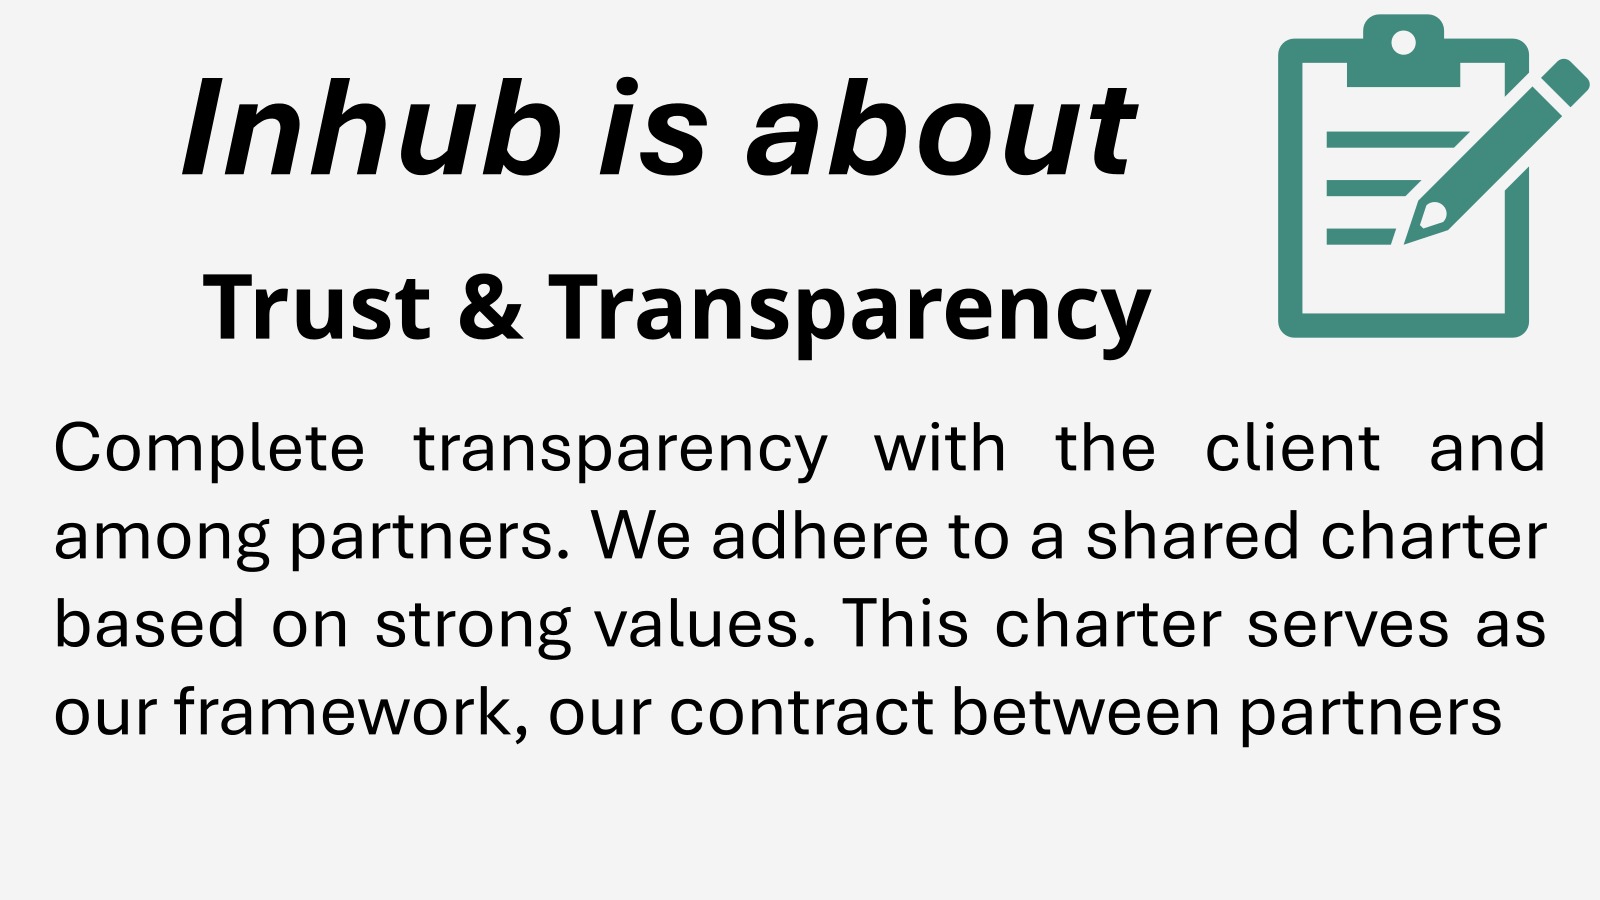 Inhub is about
Trust & Transparency
Complete transparency with the client and
among partners. We adhere to a shared charter
based on strong values. This charter serves as
our framework, our contract between partners